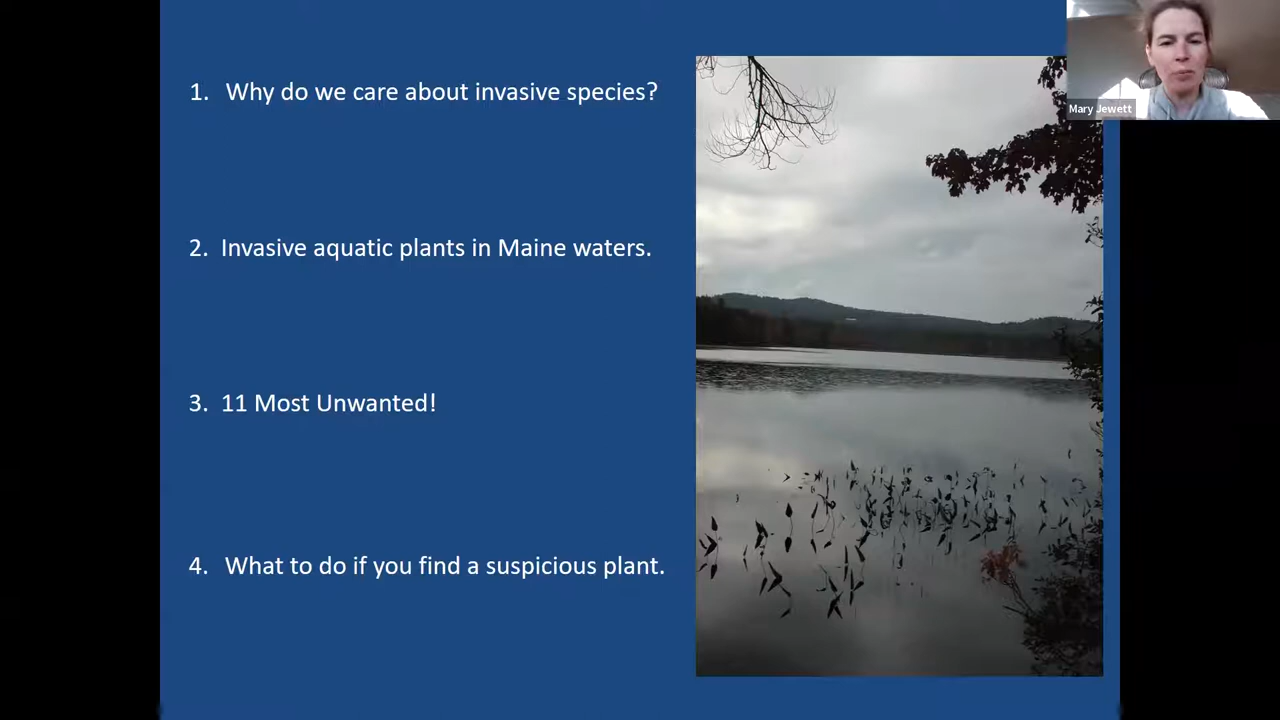 1. Why do we care about invasive species?
Mary Jewett
2. Invasive aquatic plants in Maine waters.
3. 11 Most Unwanted!
4. What to do if you find a suspicious plant.